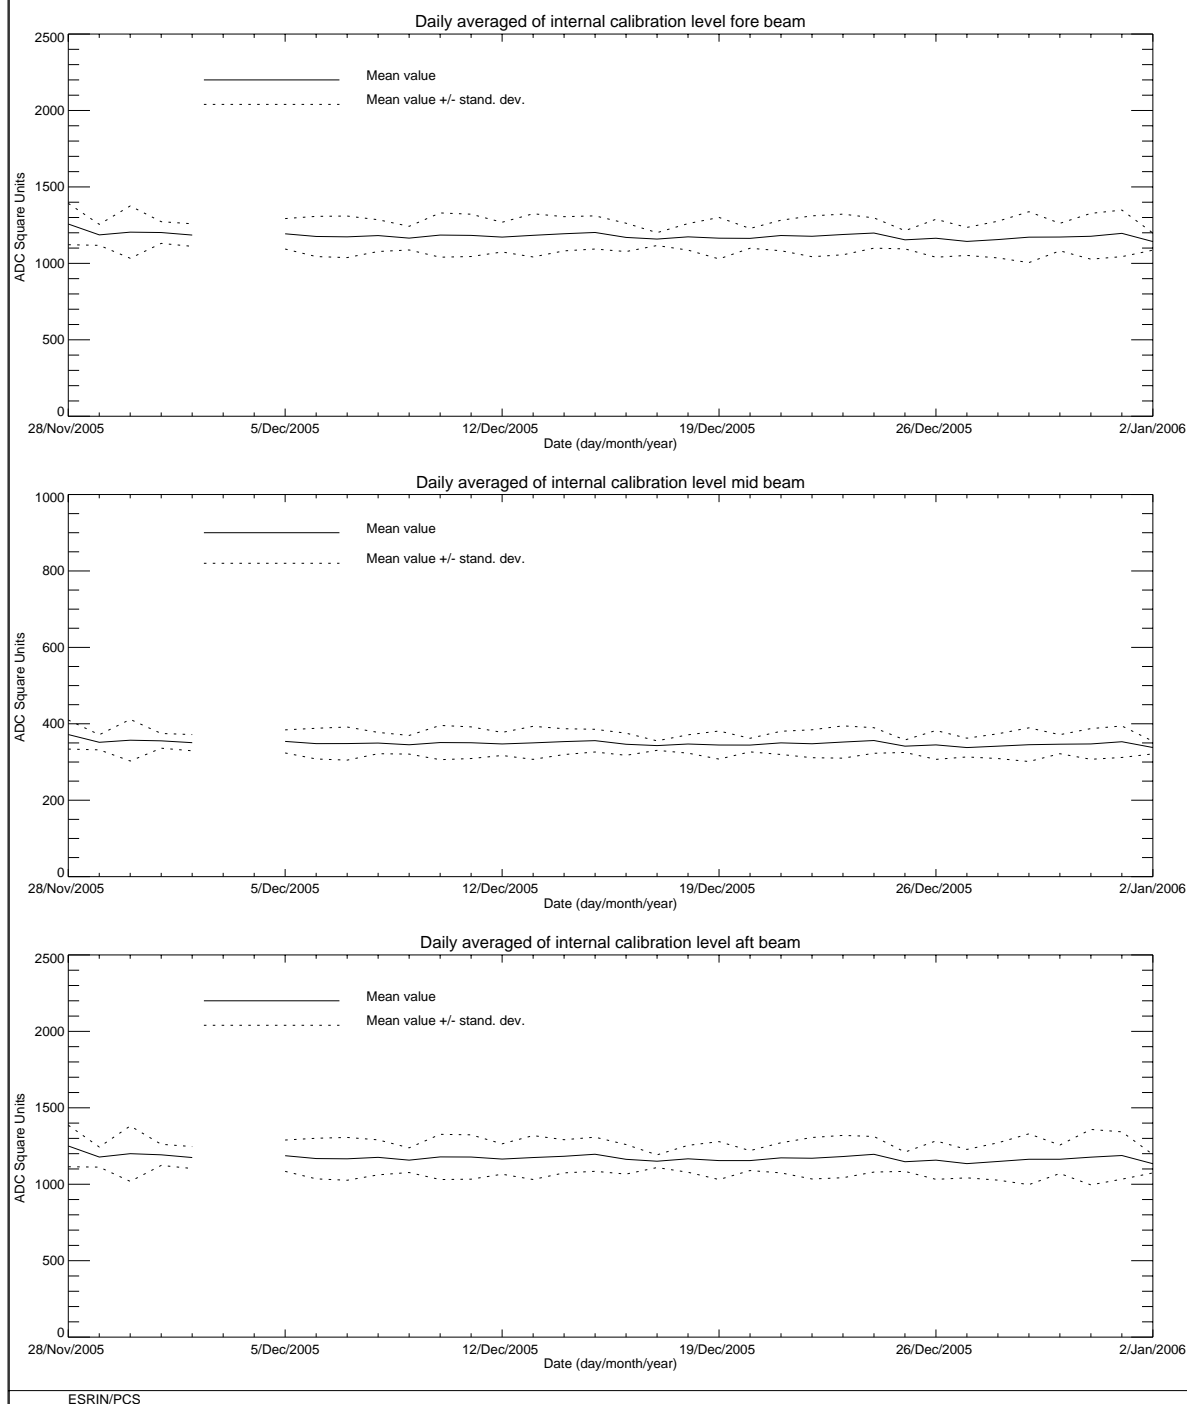 Daily averaged of internal calibration level fore beam
2500
2000
1500
1000
500
0
ADC Square Units
Mean value
Mean value +/- stand. dev.
28/Nov/2005 5/Dec/2005 12/Dec/2005 19/Dec/2005 26/Dec/2005 2/Jan/2006
Date (day/month/year)
Daily averaged of internal calibration level mid beam
1000
800
600
400
200
0
ADC Square Units
Mean value
Mean value +/- stand. dev.
28/Nov/2005 5/Dec/2005 12/Dec/2005 19/Dec/2005 26/Dec/2005 2/Jan/2006
Date (day/month/year)
Daily averaged of internal calibration level aft beam
2500
2000
1500
1000
500
0
ADC Square Units
Mean value
Mean value +/- stand. dev.
28/Nov/2005 5/Dec/2005 12/Dec/2005 19/Dec/2005 26/Dec/2005 2/Jan/2006
Date (day/month/year)
ESRIN/PCS